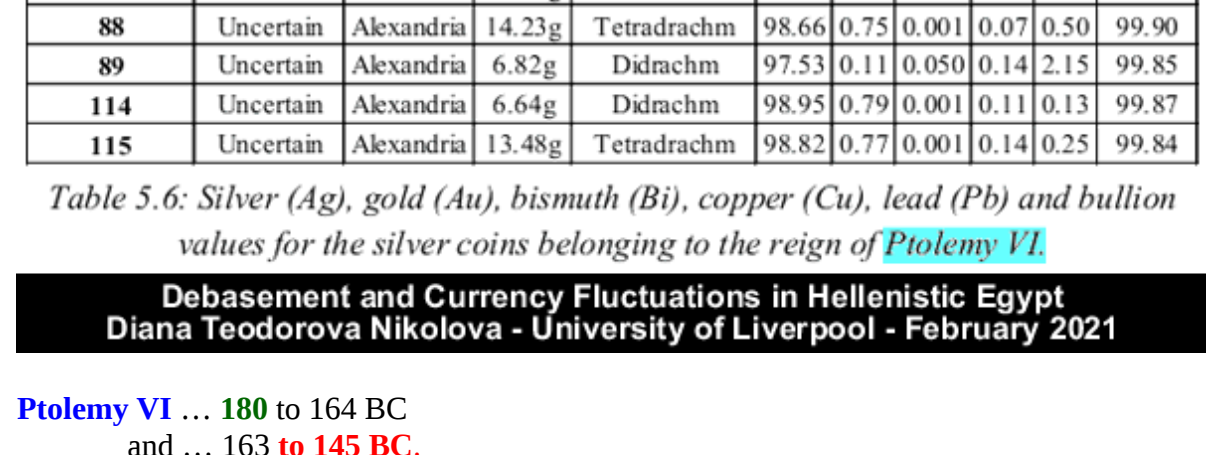 88 Uncertain Alexandria 14.23g Tetradrachm 98.66 0.75 0.001 0.07 0.50 99.90
89 Uncertain Alexandria 6.82g Didrachm 97.53 0.11 0.050 0.14 2.15 99.85
114 Uncertain Alexandria 6.64g Didrachm 98.95 0.79 0.001 0.11 0.13 99.87
115 Uncertain Alexandria 13.48g Tetradrachm 98.82 0.77 0.001 0.14 0.25 99.84
Table 5.6: Silver (Ag), gold (Au), bismuth (Bi), copper (Cu), lead (Pb) and bullion
values for the silver coins belonging to the reign of Ptolemy VI.
Debasement and Currency Fluctuations in Hellenistic Egypt
Diana Teodorova Nikolova - University of Liverpool - February 2021
Ptolemy VI … 180 to 164 BC
and … 163 to 145 BC.